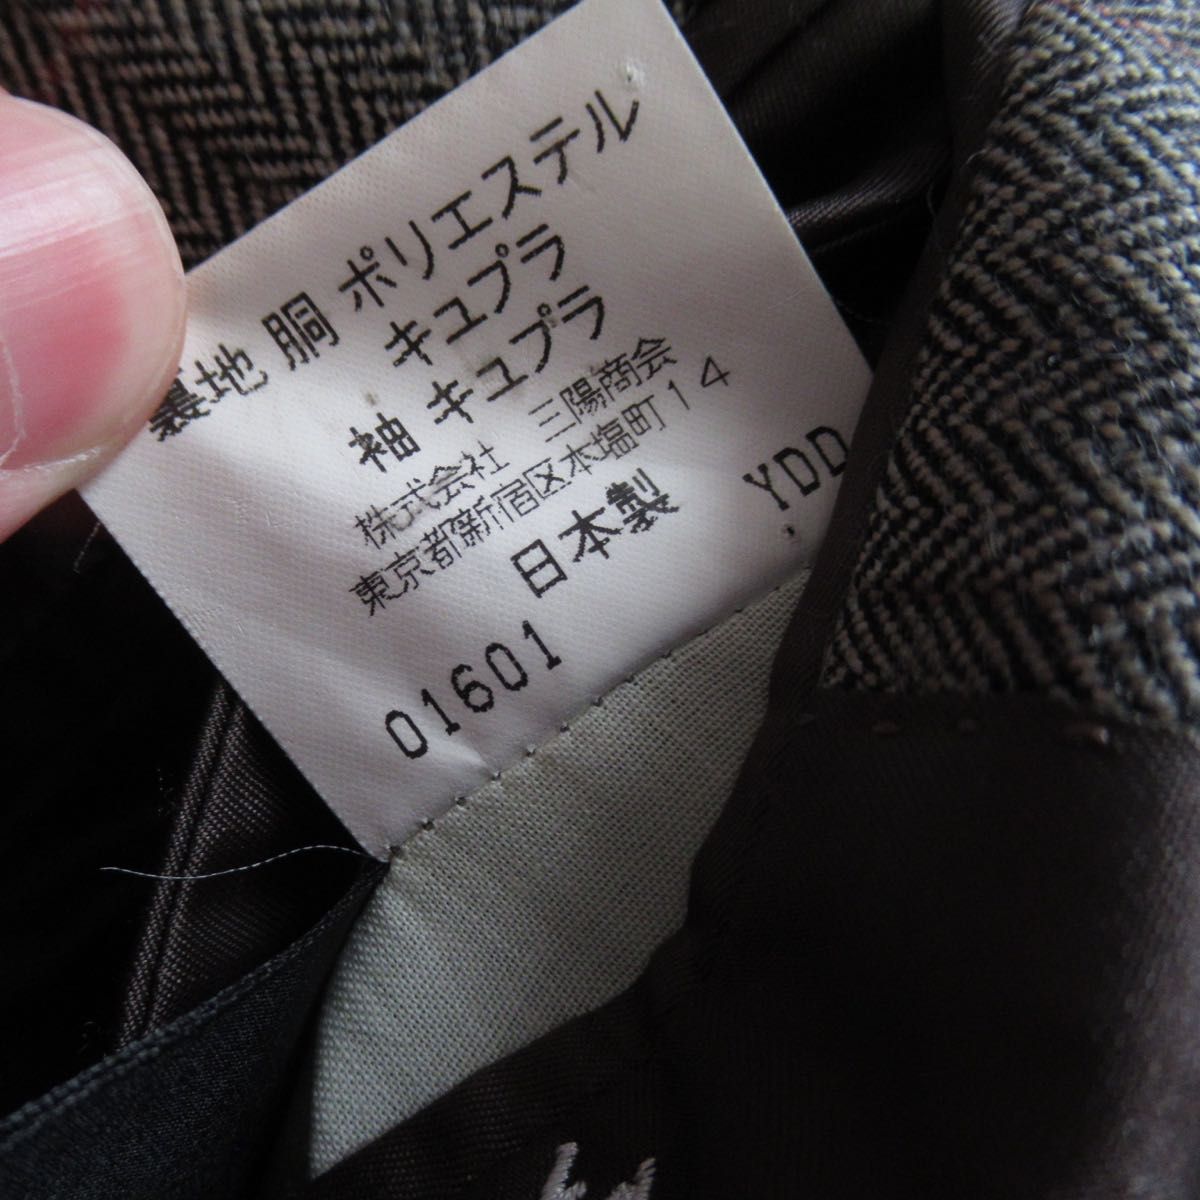 裏地 胴 ポリエステル
キュプラ
袖 キュプラ
株式会社 三陽商会
東京都新宿区本塩町14
日本製 YDD
01601